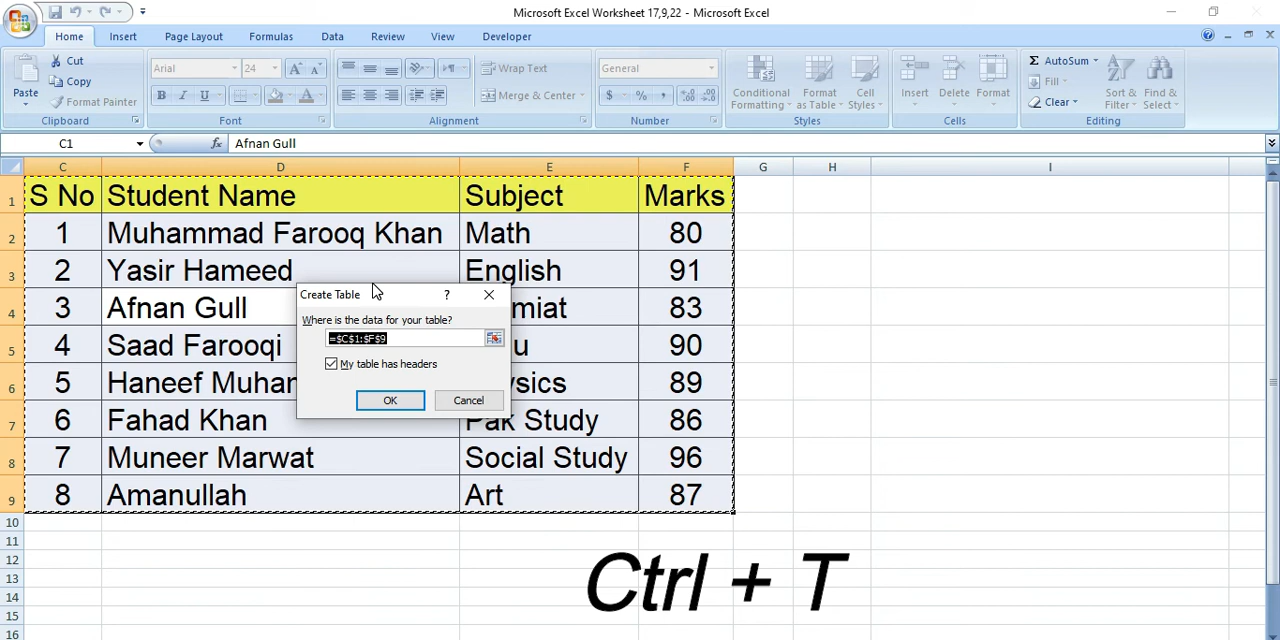 Microsoft Excel Worksheet 17,9,22 - Microsoft Excel
Home Insert Page Layout Formulas Data Review View Developer
Paste
Cut
Copy
Format Painter
Clipboard
Arial 24
B I U
Font
Wrap Text
Merge & Center
Alignment
General
$ % ,
Number
Conditional Formatting
Format as Table
Cell Styles
Styles
Insert
Delete
Format
Cells
Σ AutoSum
Fill
Clear
Sort & Filter
Find & Select
Editing
C1 fx Afnan Gull
C D E F G H I
1 S No Student Name Subject Marks
2 1 Muhammad Farooq Khan Math 80
3 2 Yasir Hameed English 91
4 3 Afnan Gull miat 83
5 4 Saad Farooqi u 90
6 5 Haneef Muhan ysics 89
7 6 Fahad Khan Pak Study 86
8 7 Muneer Marwat Social Study 96
9 8 Amanullah Art 87
10
11
12
13
14
15
16
Create Table ?
Where is the data for your table?
=$C$1:$F$9
My table has headers
OK Cancel
Ctrl + T